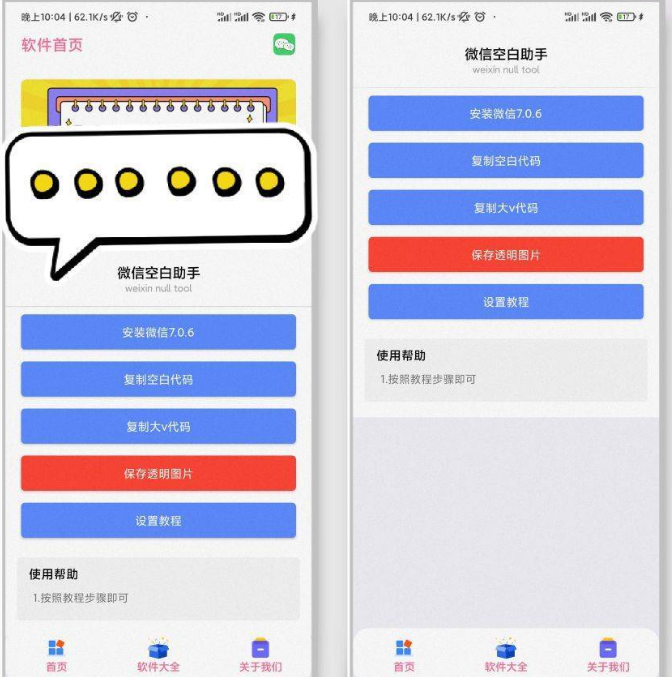 晚上10:04 | 62.1K/s
软件首页
微信空白助手
weixin null tool
安装微信7.0.6
复制空白代码
复制大v代码
保存透明图片
设置教程
使用帮助
1.按照教程步骤即可
首页
软件大全
关于我们
晚上10:04 | 62.1K/s
微信空白助手
weixin null tool
安装微信7.0.6
复制空白代码
复制大v代码
保存透明图片
设置教程
使用帮助
1.按照教程步骤即可
首页
软件大全
关于我们